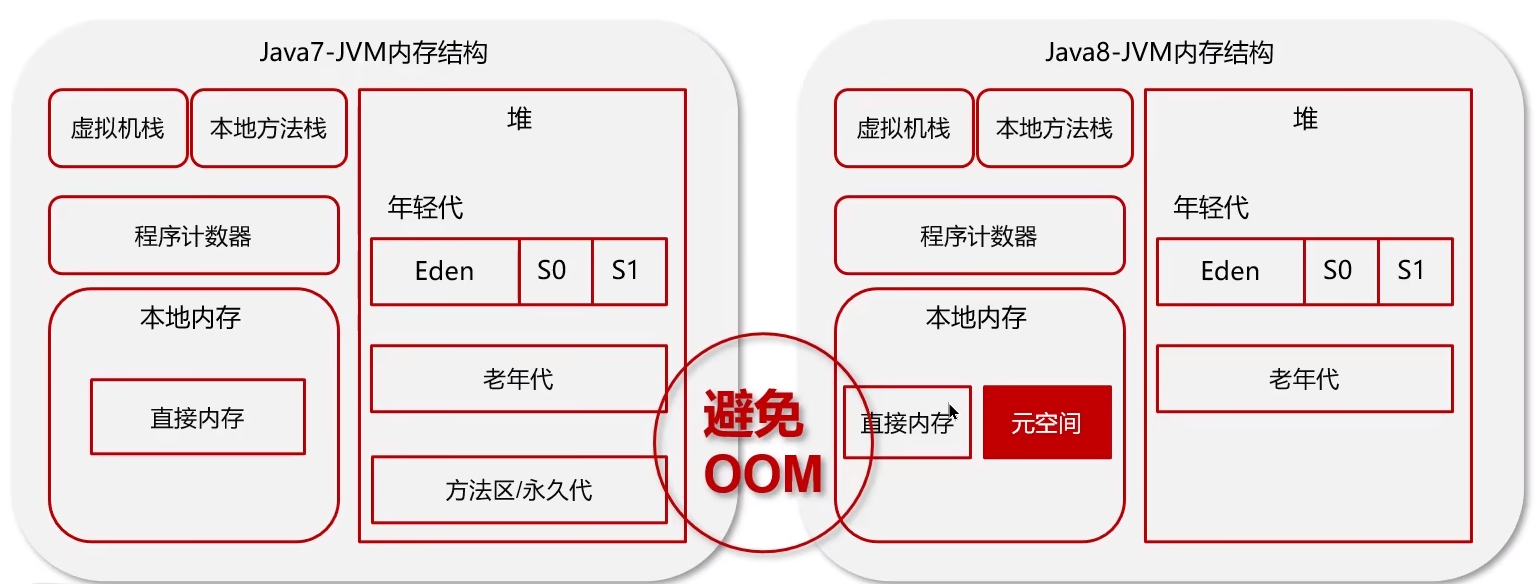 Java7-JVM内存结构
虚拟机栈
本地方法栈
堆
程序计数器
年轻代
Eden
S0
S1
本地内存
直接内存
老年代
方法区/永久代
避免
OOM
Java8-JVM内存结构
虚拟机栈
本地方法栈
堆
程序计数器
年轻代
Eden
S0
S1
本地内存
直接内存
元空间
老年代